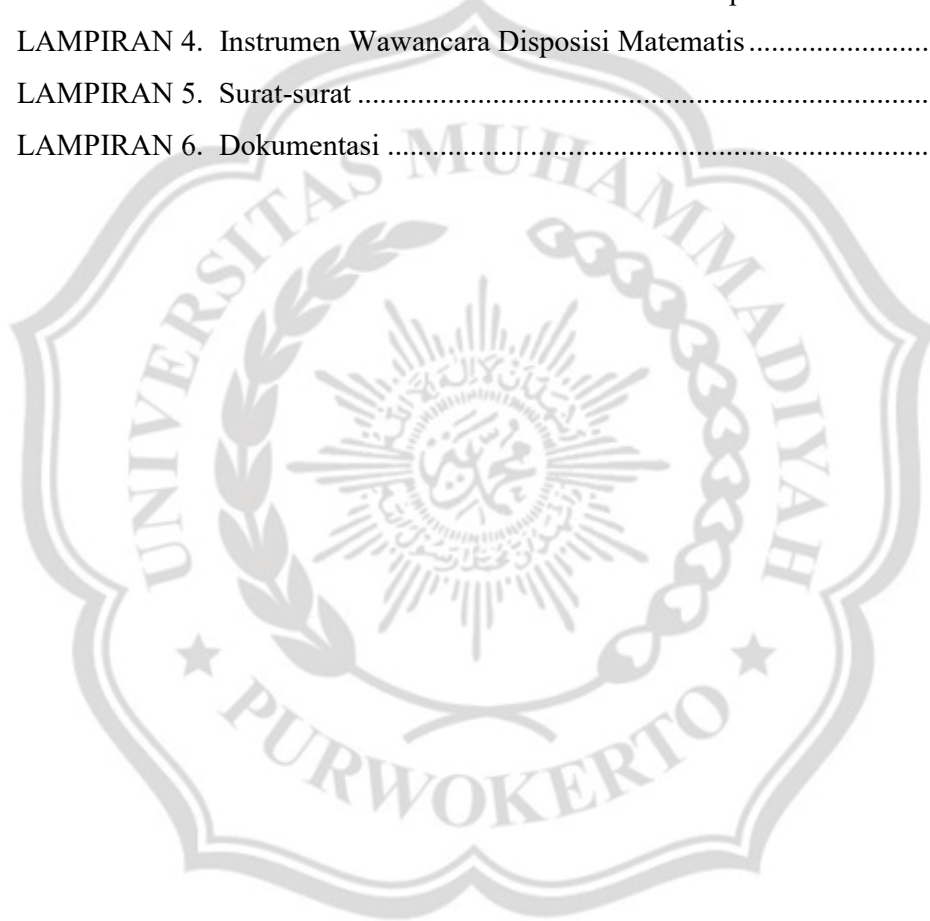 LAMPIRAN 4. Instrumen Wawancara Disposisi Matematis
LAMPIRAN 5. Surat-surat
LAMPIRAN 6. Dokumentasi
UNIVERSITAS MUHAMMADIYAH
PURWOKERTO